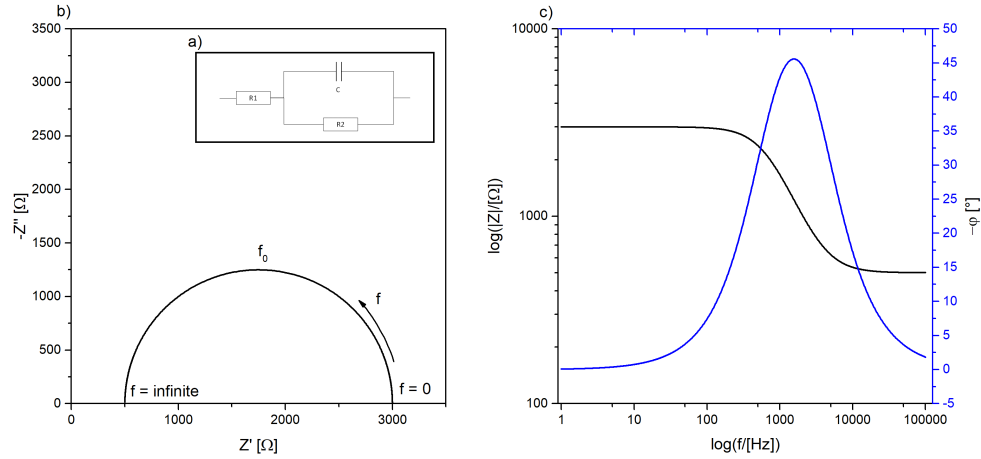 b)
3500
3000
2500
2000
1500
1000
500
0
-Z'' [Ω]
a)
R1
C
R2
f₀
f
f = infinite
f = 0
0
1000
2000
3000
Z' [Ω]
c)
10000
1000
100
log(|Z|/[Ω])
50
45
40
35
30
25
20
15
10
5
0
-5
−φ [°]
1
10
100
1000
10000
100000
log(f/[Hz])